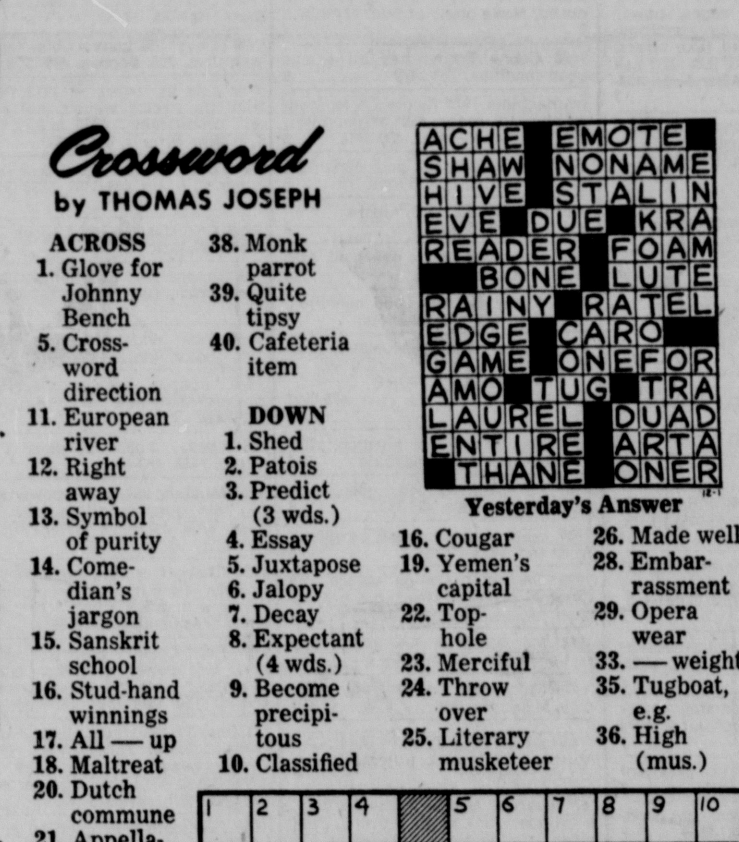 Crossword
by THOMAS JOSEPH
ACROSS
1. Glove for
Johnny
Bench
5. Cross-
word
direction
11. European
river
12. Right
away
13. Symbol
of purity
14. Come-
dian's
jargon
15. Sanskrit
school
16. Stud-hand
winnings
17. All — up
18. Maltreat
20. Dutch
commune
21. Appella-
38. Monk
parrot
39. Quite
tipsy
40. Cafeteria
item
DOWN
1. Shed
2. Patois
3. Predict
(3 wds.)
4. Essay
5. Juxtapose
6. Jalopy
7. Decay
8. Expectant
(4 wds.)
9. Become
precipi-
tous
10. Classified
ACHE EMOTE
SHAW NONAME
HIVE STALIN
EVE DUE KRA
READER FOAM
BONE LUTE
RAINY RATEL
EDGE CARO
GAME ONEFOR
AMO TUG TRA
LAUREL DUAD
ENTIRE ARTA
THANE ONER
12-1
Yesterday's Answer
16. Cougar
19. Yemen's
capital
22. Top-
hole
23. Merciful
24. Throw
over
25. Literary
musketeer
26. Made well
28. Embar-
rassment
29. Opera
wear
33. — weight
35. Tugboat,
e.g.
36. High
(mus.)
1 2 3 4 5 6 7 8 9 10